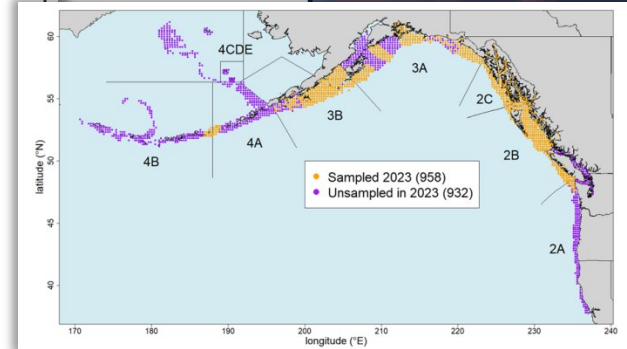 60
55
50
45
40
latitude (°N)
4CDE
3A
2C
3B
4A
2B
4B
2A
Sampled 2023 (958)
Unsampled in 2023 (932)
170 180 190 200 210 220 230 240
longitude (°E)